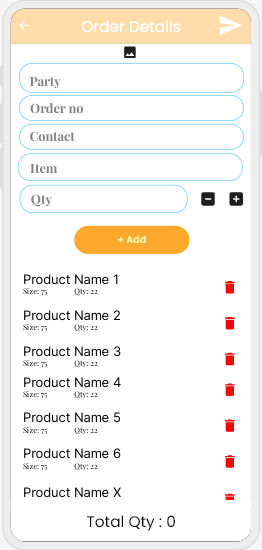 Order Details
Party
Order no
Contact
Item
Qty
+ Add
Product Name 1
Size: 75 Qty: 22
Product Name 2
Size: 75 Qty: 22
Product Name 3
Size: 75 Qty: 22
Product Name 4
Size: 75 Qty: 22
Product Name 5
Size: 75 Qty: 22
Product Name 6
Size: 75 Qty: 22
Product Name X
Total Qty : 0